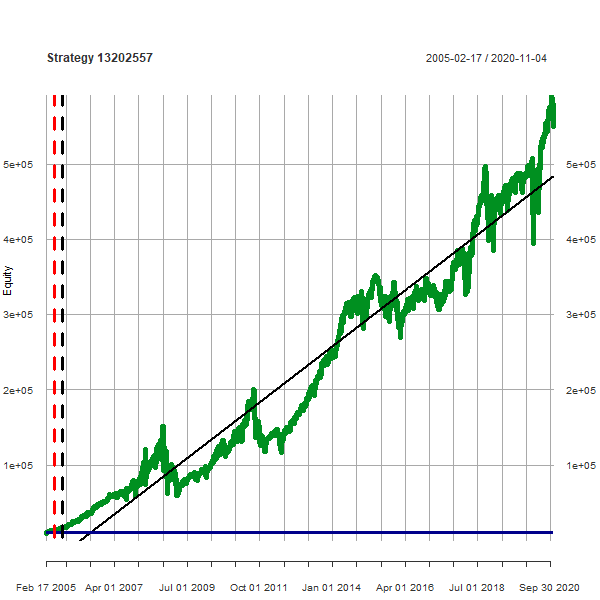 Strategy 13202557
2005-02-17 / 2020-11-04
5e+05
5e+05
4e+05
4e+05
Equity
3e+05
3e+05
2e+05
2e+05
1e+05
1e+05
Feb 17 2005
Apr 01 2007
Jul 01 2009
Oct 01 2011
Jan 01 2014
Apr 01 2016
Jul 01 2018
Sep 30 2020